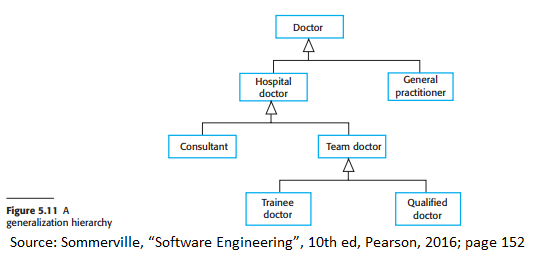 Doctor
Hospital
doctor
General
practitioner
Consultant
Team doctor
Trainee
doctor
Qualified
doctor
Figure 5.11 A
generalization hierarchy
Source: Sommerville, “Software Engineering”, 10th ed, Pearson, 2016; page 152